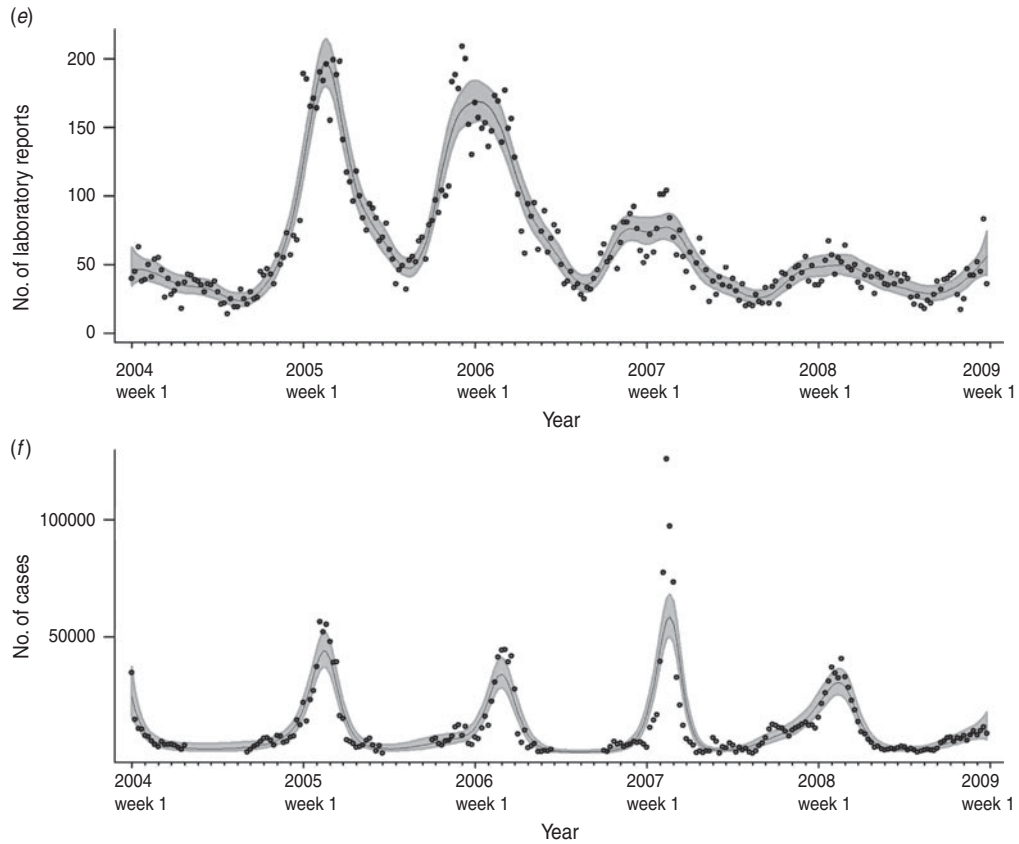 (e)
No. of laboratory reports
200
150
100
50
0
2004 2005 2006 2007 2008 2009
week 1 week 1 week 1 week 1 week 1 week 1
Year
(f)
No. of cases
100000
50000
2004 2005 2006 2007 2008 2009
week 1 week 1 week 1 week 1 week 1 week 1
Year